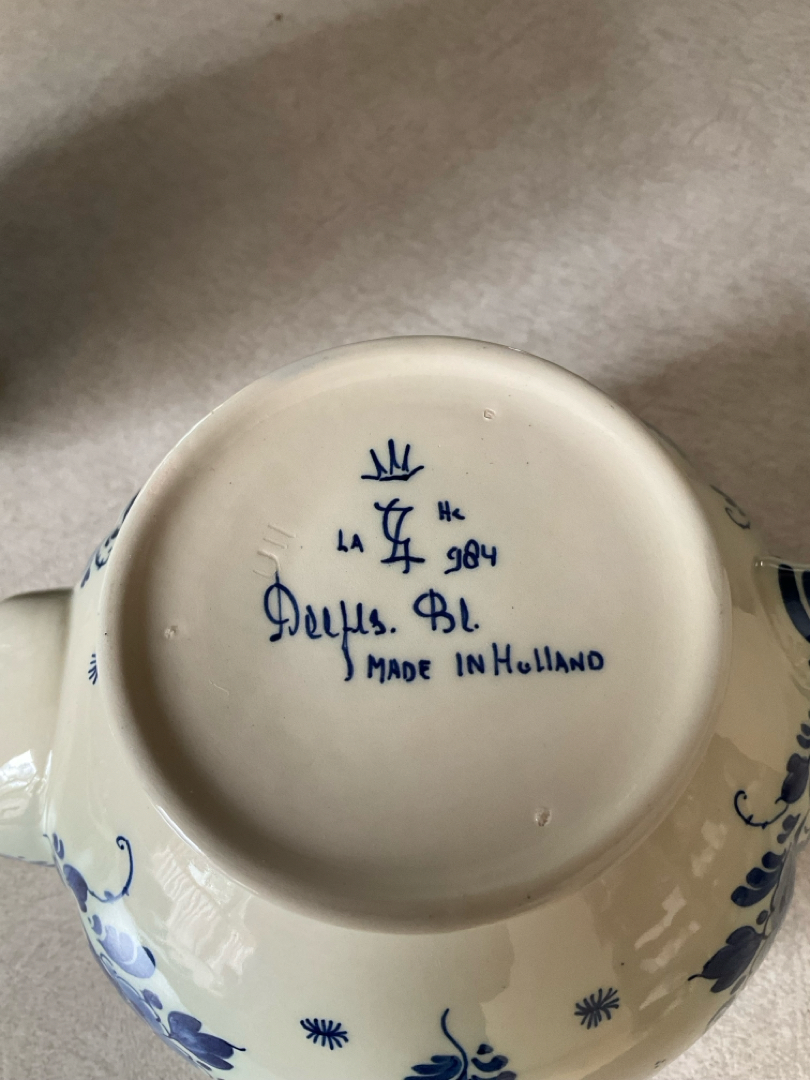 Hc
LA 984
Delfts. Bl.
MADE IN HollAND